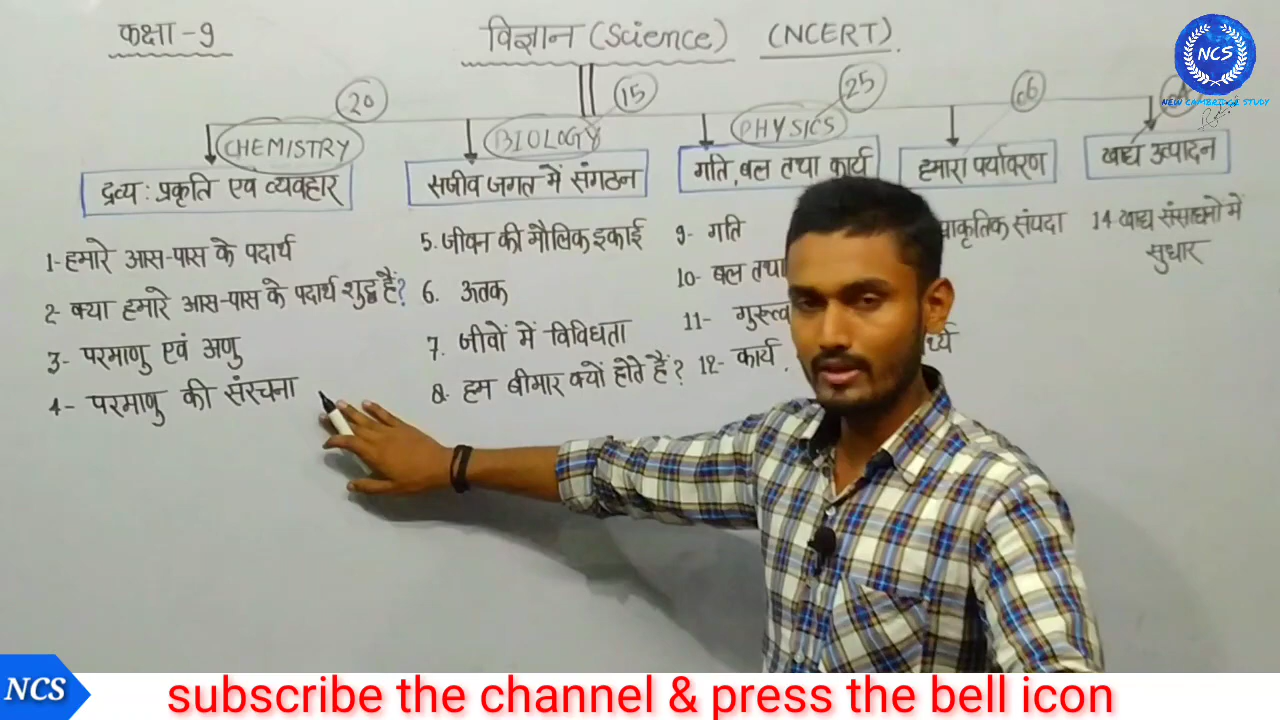 कक्षा - 9
विज्ञान (Science) (NCERT).
NCS
NEW CAMBRIDGE STUDY
20
15
25
06
CHEMISTRY
BIOLOGY
PHYSICS
द्रव्य : प्रकृति एवं व्यवहार
सजीव जगत में संगठन
गति, बल तथा कार्य
हमारा पर्यावरण
खाद्य उत्पादन
1- हमारे आस-पास के पदार्थ
2- क्या हमारे आस-पास के पदार्थ शुद्ध हैं?
3- परमाणु एवं अणु
4- परमाणु की संरचना
5. जीवन की मौलिक इकाई
6. ऊतक
7. जीवों में विविधता
8. हम बीमार क्यों होते हैं?
9- गति
10- बल तथा
11- गुरुत्व
12- कार्य
प्राकृतिक संपदा
14. खाद्य संसाधनो में
सुधार
NCS
subscribe the channel & press the bell icon